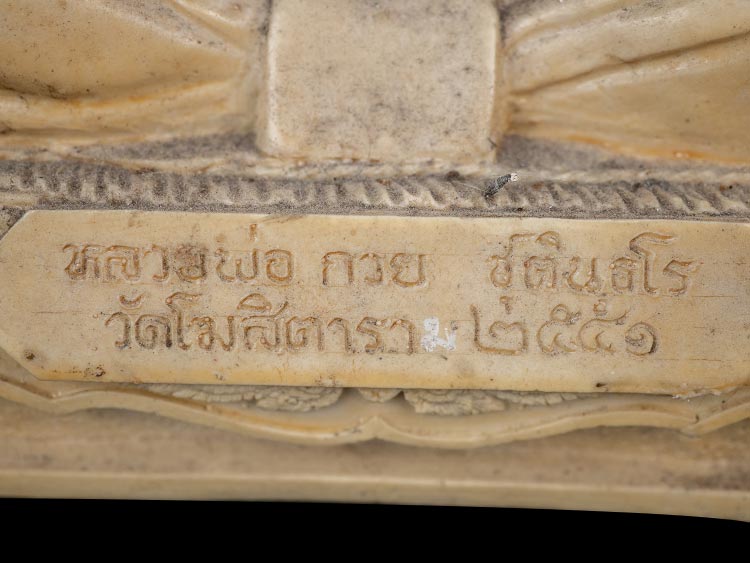 หลวงพ่อ กวย ชุตินฺธโร
วัดโฆสิตาราม ๒๕๕๑